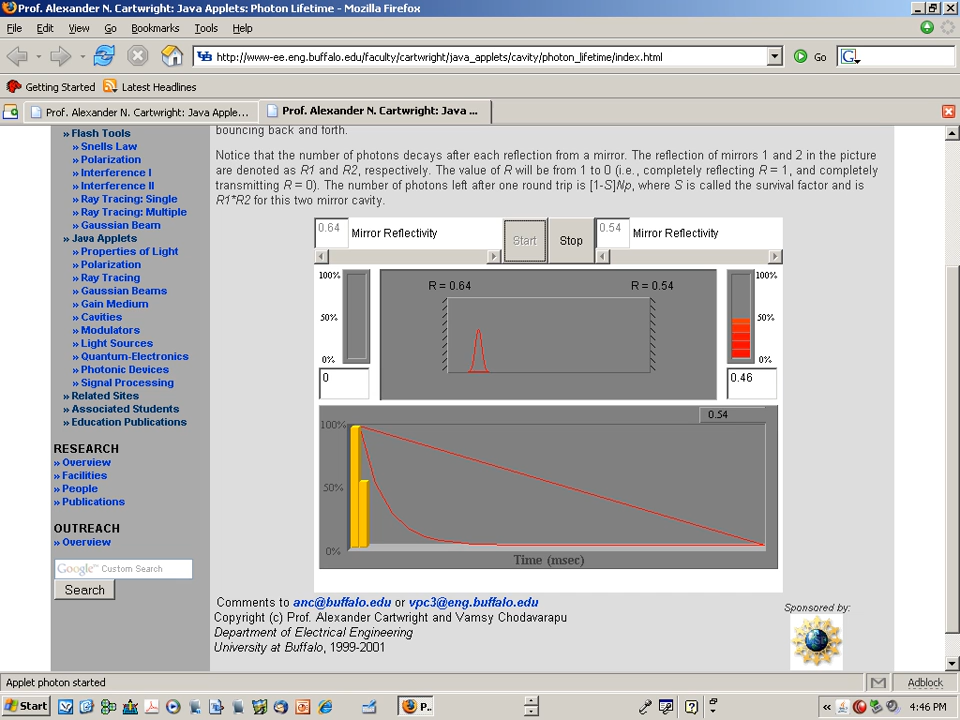 Prof. Alexander N. Cartwright: Java Applets: Photon Lifetime - Mozilla Firefox
File Edit View Go Bookmarks Tools Help
http://www-ee.eng.buffalo.edu/faculty/cartwright/java_applets/cavity/photon_lifetime/index.html
Go
G
Getting Started Latest Headlines
Prof. Alexander N. Cartwright: Java Apple...
Prof. Alexander N. Cartwright: Java ...
» Flash Tools
» Snells Law
» Polarization
» Interference I
» Interference II
» Ray Tracing: Single
» Ray Tracing: Multiple
» Gaussian Beam
» Java Applets
» Properties of Light
» Polarization
» Ray Tracing
» Gaussian Beams
» Gain Medium
» Cavities
» Modulators
» Light Sources
» Quantum-Electronics
» Photonic Devices
» Signal Processing
» Related Sites
» Associated Students
» Education Publications
RESEARCH
» Overview
» Facilities
» People
» Publications
OUTREACH
» Overview
Google™ Custom Search
Search
bouncing back and forth.
Notice that the number of photons decays after each reflection from a mirror. The reflection of mirrors 1 and 2 in the picture
are denoted as R1 and R2, respectively. The value of R will be from 1 to 0 (i.e., completely reflecting R = 1, and completely
transmitting R = 0). The number of photons left after one round trip is [1-S]Np, where S is called the survival factor and is
R1*R2 for this two mirror cavity.
0.64 Mirror Reflectivity Start Stop 0.54 Mirror Reflectivity
100% R = 0.64 R = 0.54 100%
50% 50%
0% 0%
0 0.46
0.54
100%
50%
0%
Time (msec)
Comments to anc@buffalo.edu or vpc3@eng.buffalo.edu
Copyright (c) Prof. Alexander Cartwright and Vamsy Chodavarapu
Department of Electrical Engineering
University at Buffalo, 1999-2001
Sponsored by:
Applet photon started
Adblock
Start
P..
4:46 PM